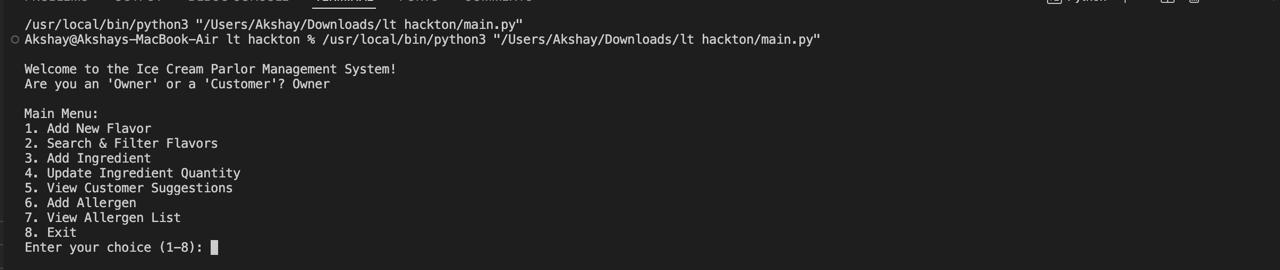 /usr/local/bin/python3 "/Users/Akshay/Downloads/lt hackton/main.py"
Akshay@Akshays-MacBook-Air lt hackton % /usr/local/bin/python3 "/Users/Akshay/Downloads/lt hackton/main.py"
Welcome to the Ice Cream Parlor Management System!
Are you an 'Owner' or a 'Customer'? Owner
Main Menu:
1. Add New Flavor
2. Search & Filter Flavors
3. Add Ingredient
4. Update Ingredient Quantity
5. View Customer Suggestions
6. Add Allergen
7. View Allergen List
8. Exit
Enter your choice (1-8):